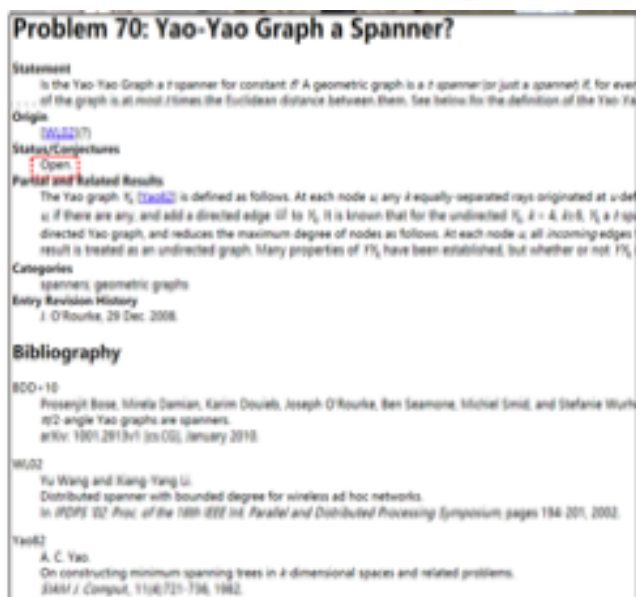 Problem 70: Yao-Yao Graph a Spanner?
Statement
Is the Yao-Yao Graph a t-spanner for constant t? A geometric graph is a t-spanner (or just a spanner) if, for ever
of the graph is at most t times the Euclidean distance between them. See below for the definition of the Yao-Ya
Origin
[WL02](?)
Status/Conjectures
Open.
Partial and Related Results
The Yao graph Yₖ [Yao82] is defined as follows. At each node u, any k equally-separated rays originated at u def
u, if there are any, and add a directed edge to Yₖ. It is known that for the undirected Yₖ, a t-sp
directed Yao graph, and reduces the maximum degree of nodes as follows. At each node u, all incoming edges
result is treated as an undirected graph. Many properties of YYₖ have been established, but whether or not YYₖ
Categories
spanners; geometric graphs
Entry Revision History
J. O'Rourke, 29 Dec. 2008.
Bibliography
BDD+10
Prosenjit Bose, Mirela Damian, Karim Douïeb, Joseph O'Rourke, Ben Seamone, Michiel Smid, and Stefanie Wuhr
π/2-angle Yao graphs are spanners.
arXiv: 1001.2913v1 [cs.CG], January 2010.
WL02
Yu Wang and Xiang-Yang Li.
Distributed spanner with bounded degree for wireless ad hoc networks.
In IPDPS '02: Proc. of the 16th IEEE Int. Parallel and Distributed Processing Symposium, pages 194-201, 2002.
Yao82
A. C. Yao.
On constructing minimum spanning trees in k-dimensional spaces and related problems.
SIAM J. Comput., 11(4):721-736, 1982.